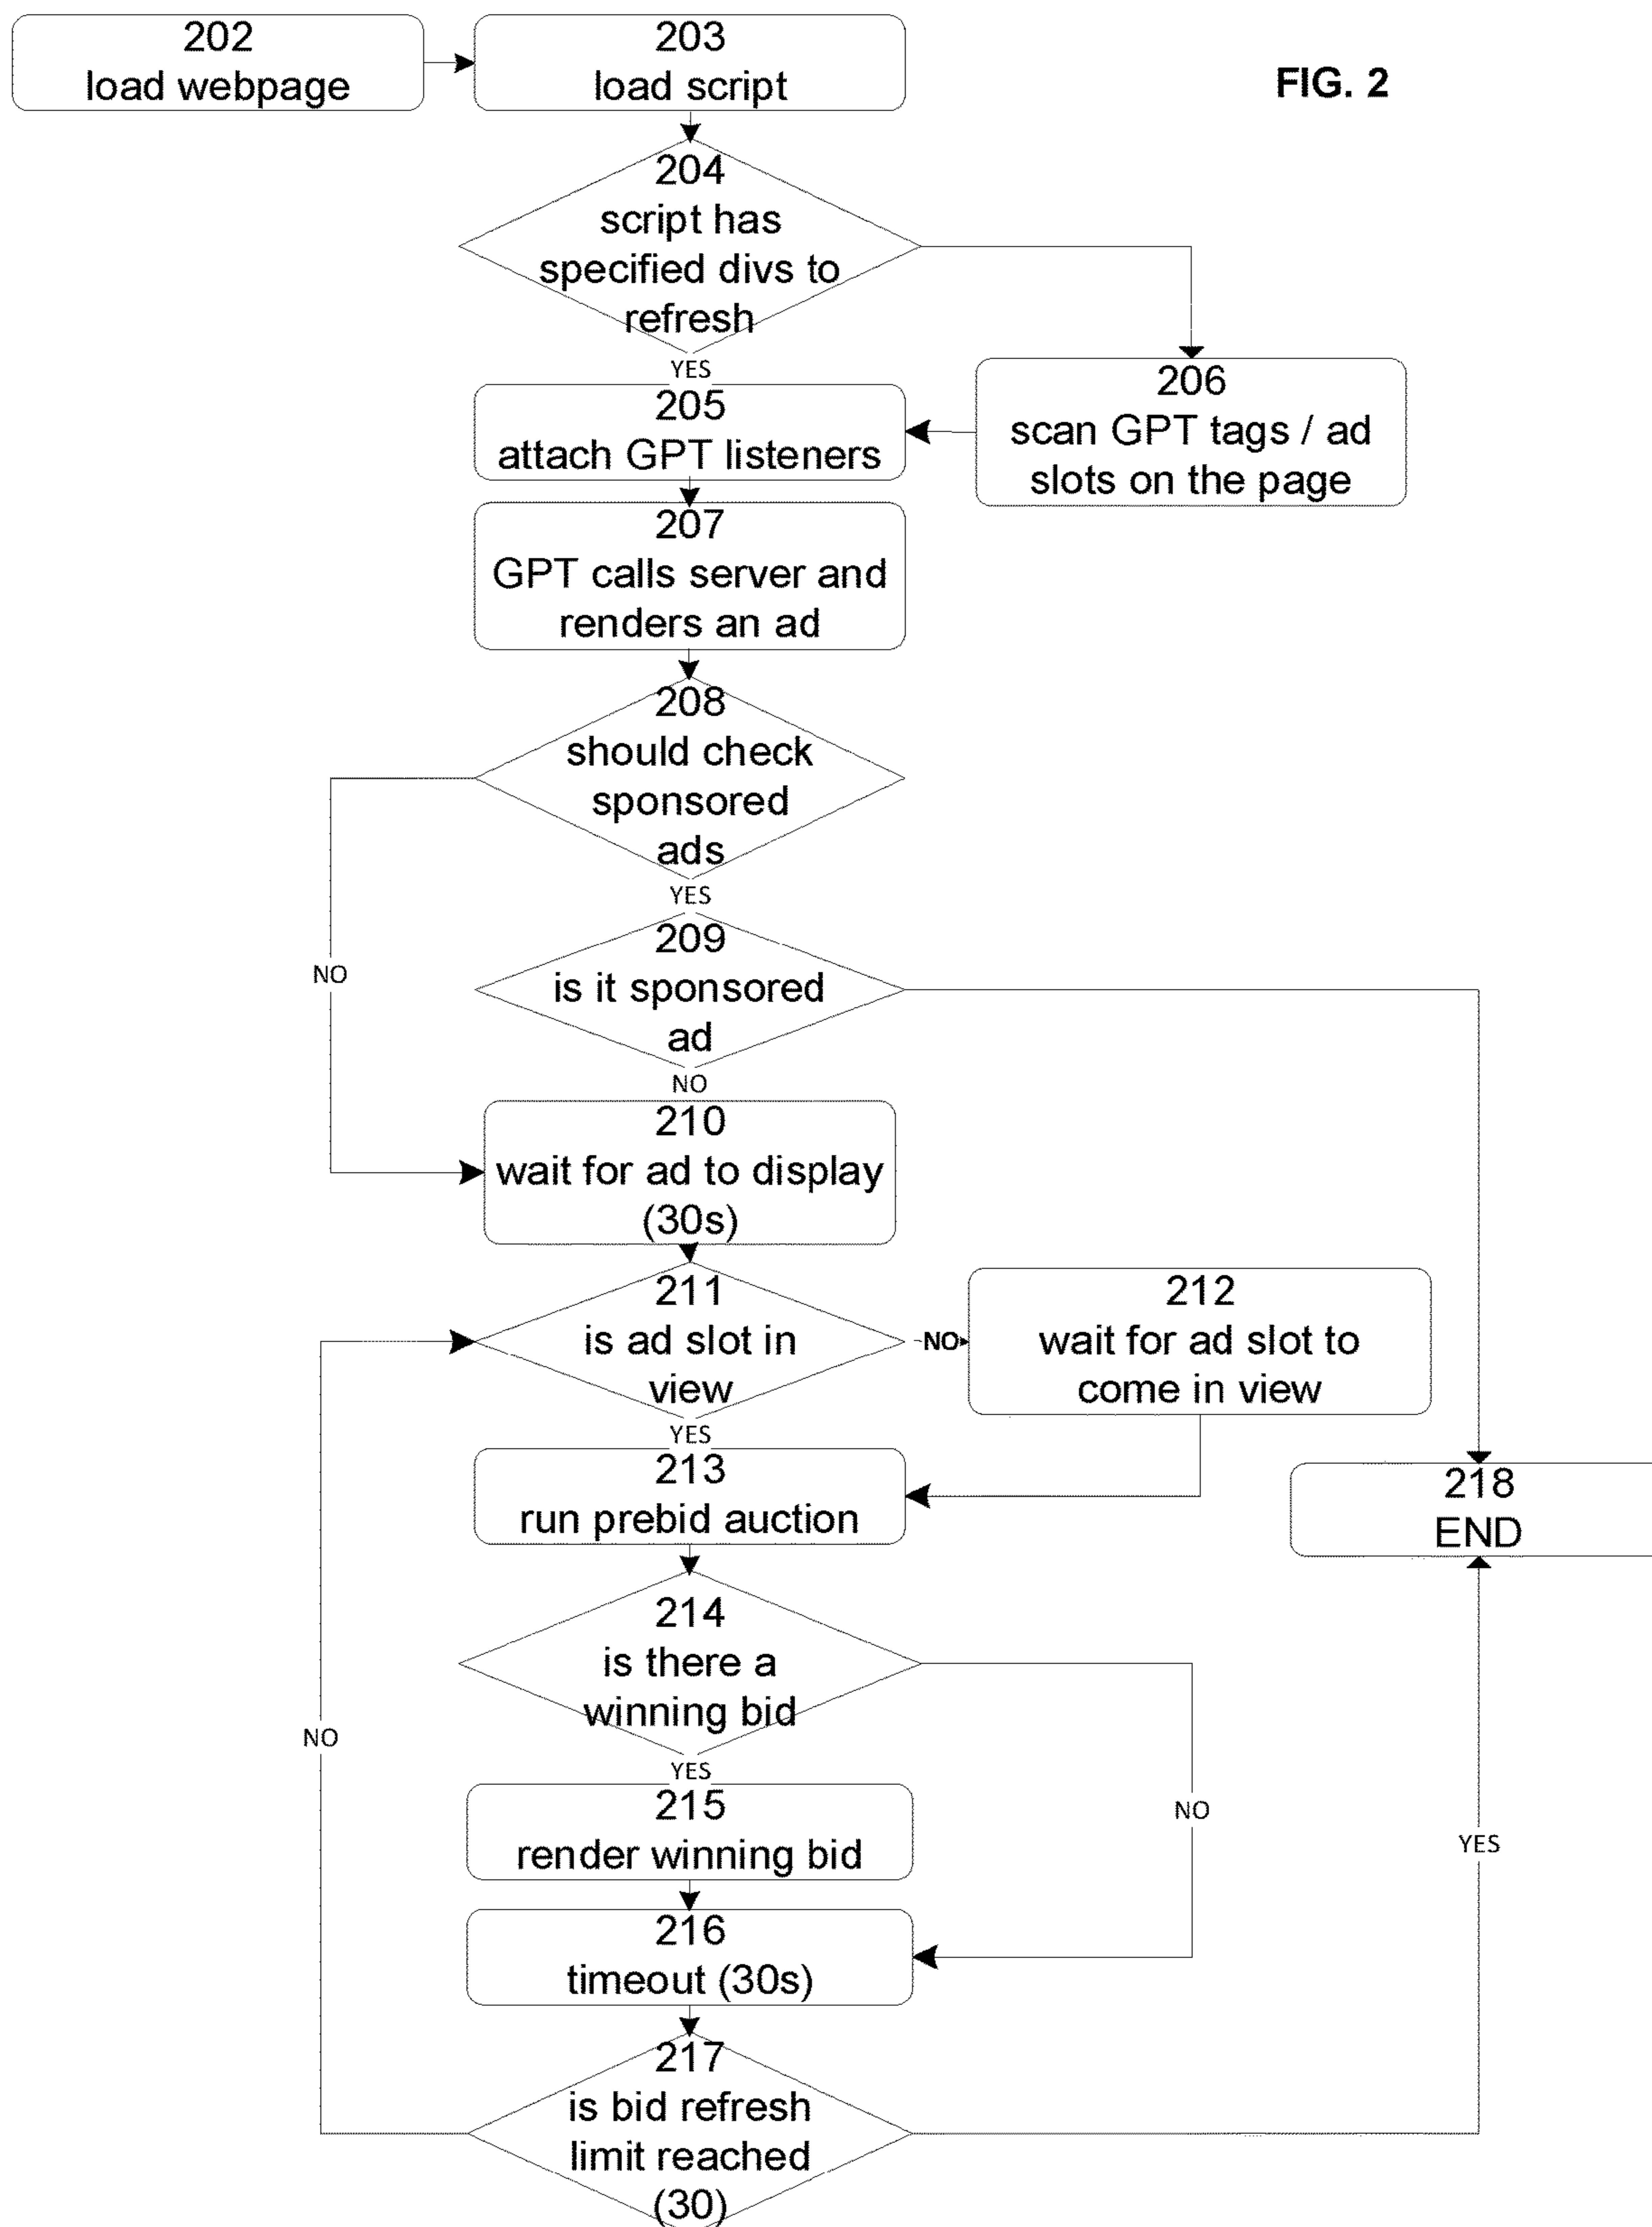 202
load webpage
203
load script
FIG. 2
204
script has
specified divs to
refresh
YES
205
attach GPT listeners
206
scan GPT tags / ad
slots on the page
207
GPT calls server and
renders an ad
208
should check
sponsored
ads
YES
NO
209
is it sponsored
ad
NO
210
wait for ad to display
(30s)
211
is ad slot in
view
NO
212
wait for ad slot to
come in view
YES
213
run prebid auction
218
END
214
is there a
winning bid
NO
YES
215
render winning bid
NO
YES
216
timeout (30s)
217
is bid refresh
limit reached
(30)